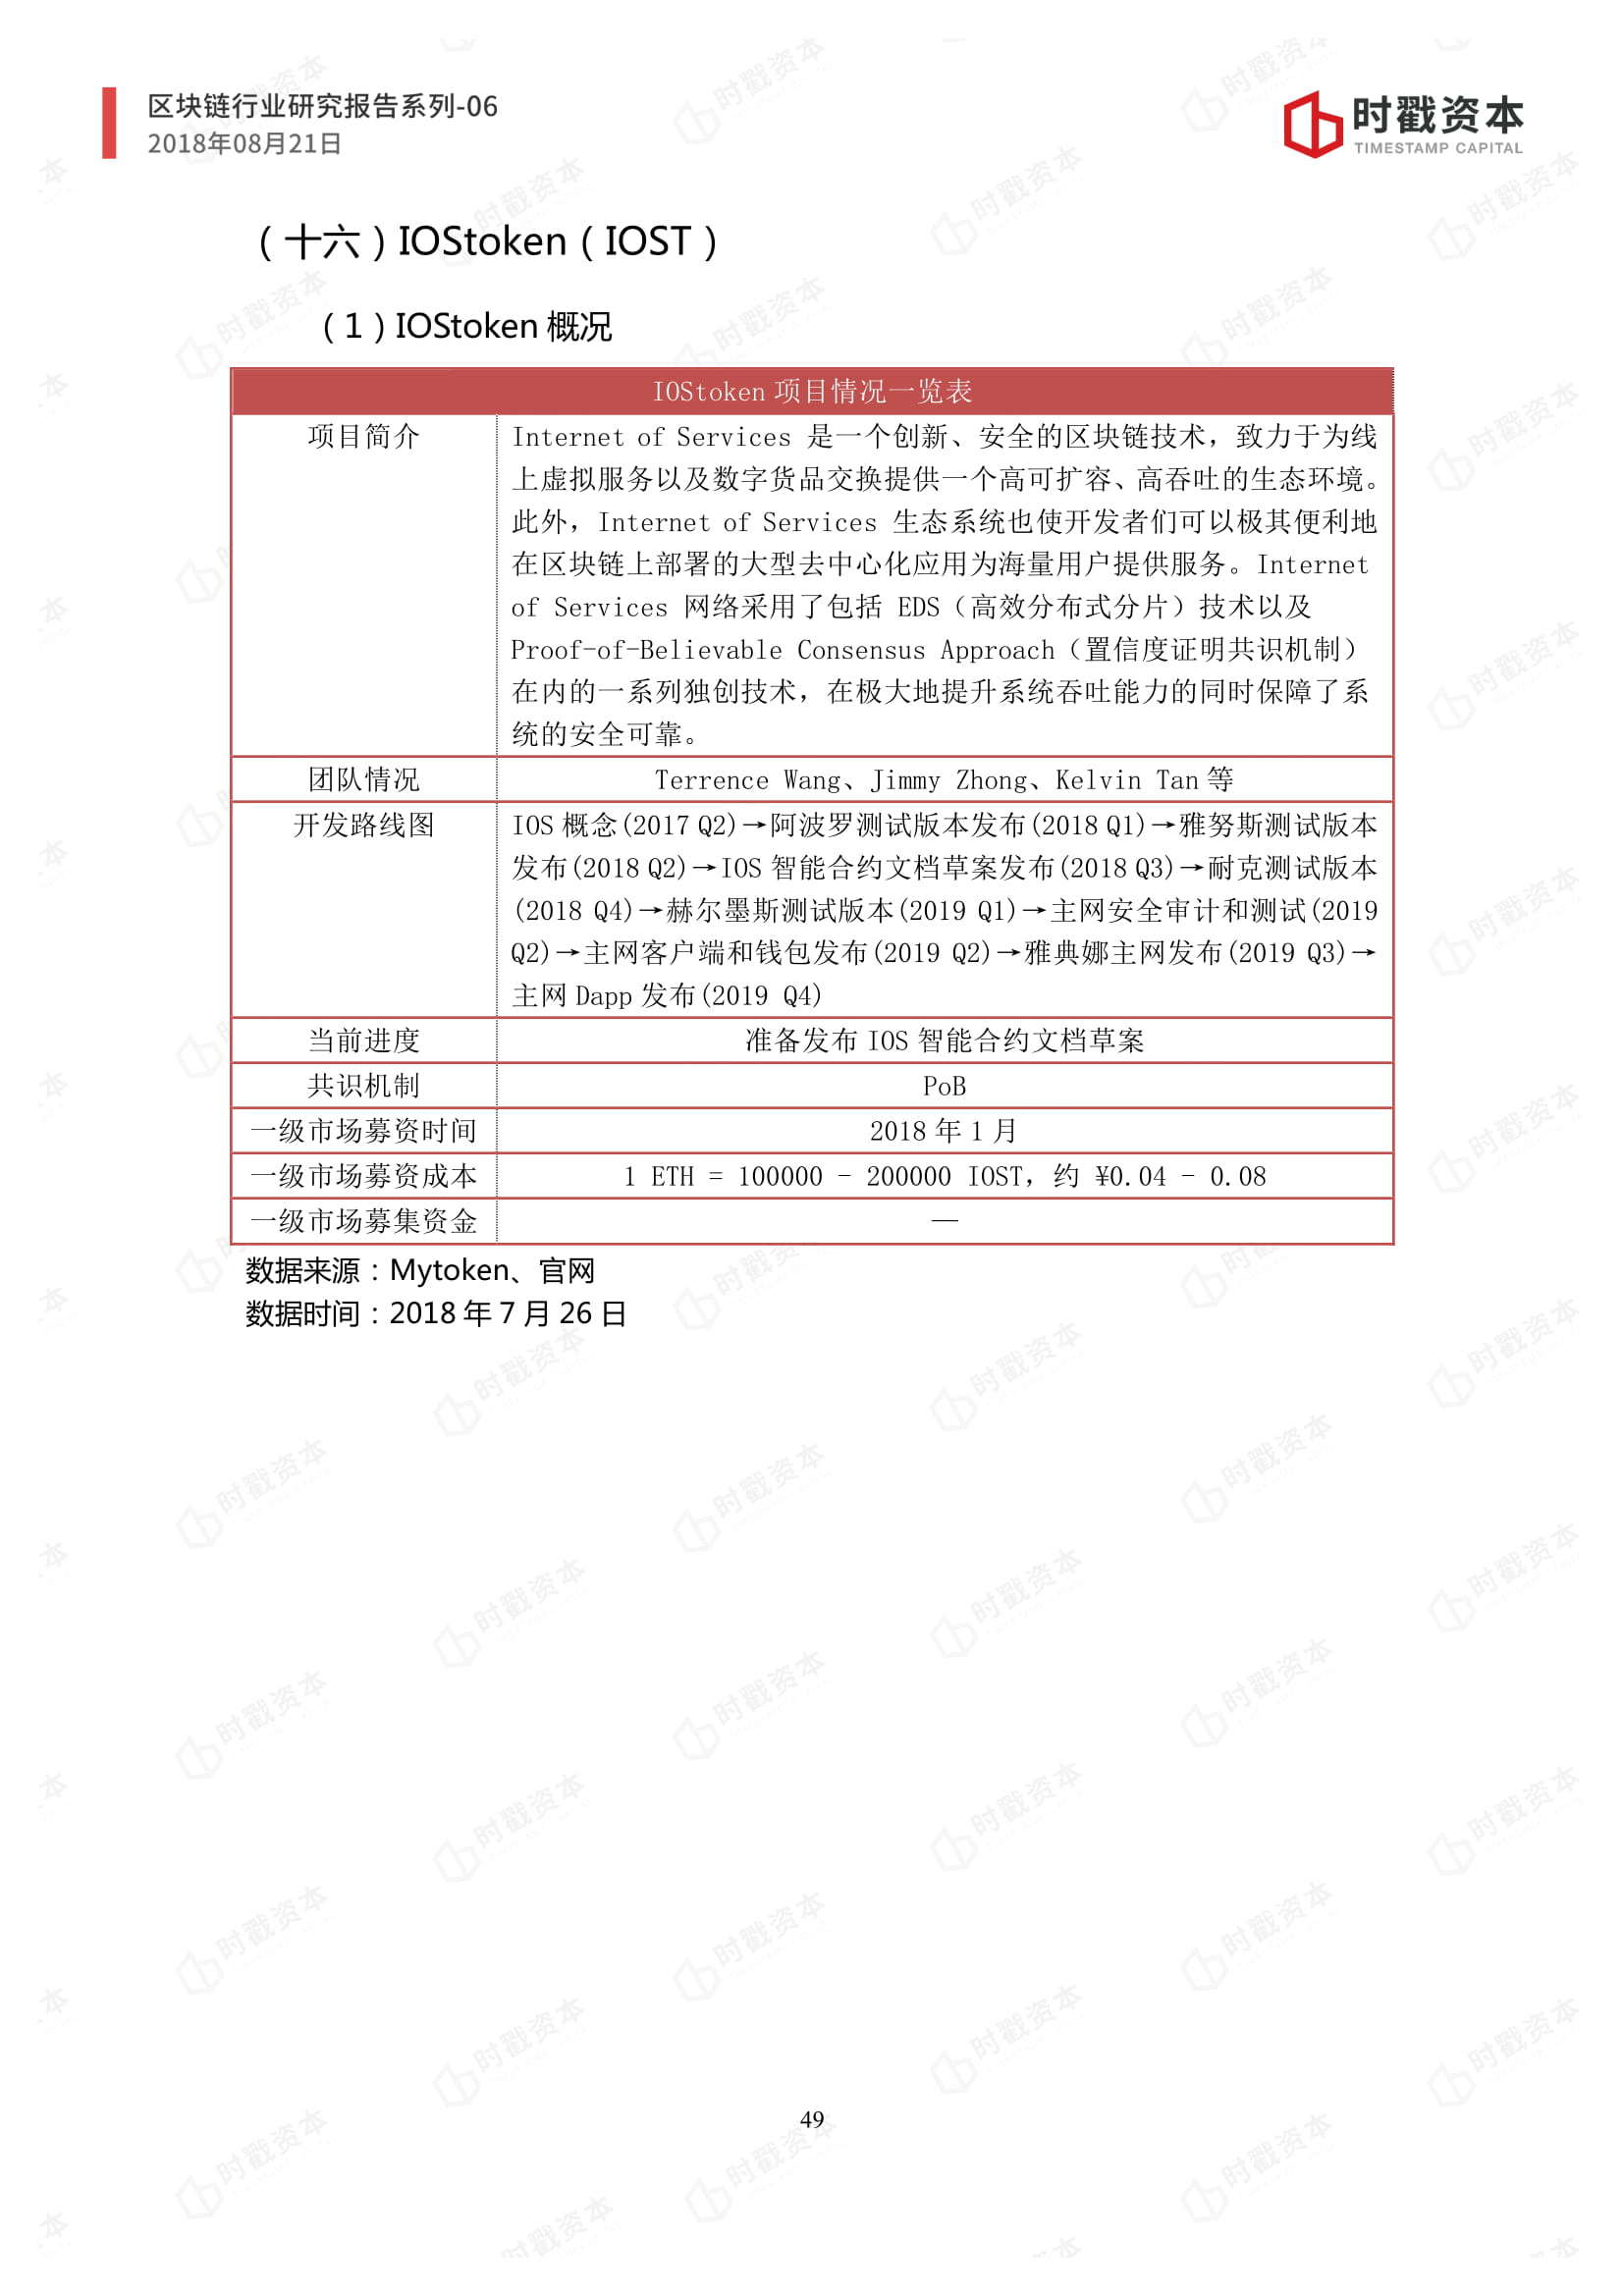 区块链行业研究报告系列-06
2018年08月21日
时戳资本
TIMESTAMP CAPITAL
（十六）IOStoken（IOST）
（1）IOStoken 概况
IOStoken 项目情况一览表
项目简介
Internet of Services 是一个创新、安全的区块链技术，致力于为线
上虚拟服务以及数字货品交换提供一个高可扩容、高吞吐的生态环境。
此外，Internet of Services 生态系统也使开发者们可以极其便利地
在区块链上部署的大型去中心化应用为海量用户提供服务。Internet
of Services 网络采用了包括 EDS（高效分布式分片）技术以及
Proof-of-Believable Consensus Approach（置信度证明共识机制）
在内的一系列独创技术，在极大地提升系统吞吐能力的同时保障了系
统的安全可靠。
团队情况
Terrence Wang、Jimmy Zhong、Kelvin Tan 等
开发路线图
IOS 概念(2017 Q2)→阿波罗测试版本发布(2018 Q1)→雅努斯测试版本
发布(2018 Q2)→IOS 智能合约文档草案发布(2018 Q3)→耐克测试版本
(2018 Q4)→赫尔墨斯测试版本(2019 Q1)→主网安全审计和测试(2019
Q2)→主网客户端和钱包发布(2019 Q2)→雅典娜主网发布(2019 Q3)→
主网 Dapp 发布(2019 Q4)
当前进度
准备发布 IOS 智能合约文档草案
共识机制
PoB
一级市场募资时间
2018 年 1 月
一级市场募资成本
1 ETH = 100000 - 200000 IOST，约 ¥0.04 - 0.08
一级市场募集资金
—
数据来源：Mytoken、官网
数据时间：2018 年 7 月 26 日
49